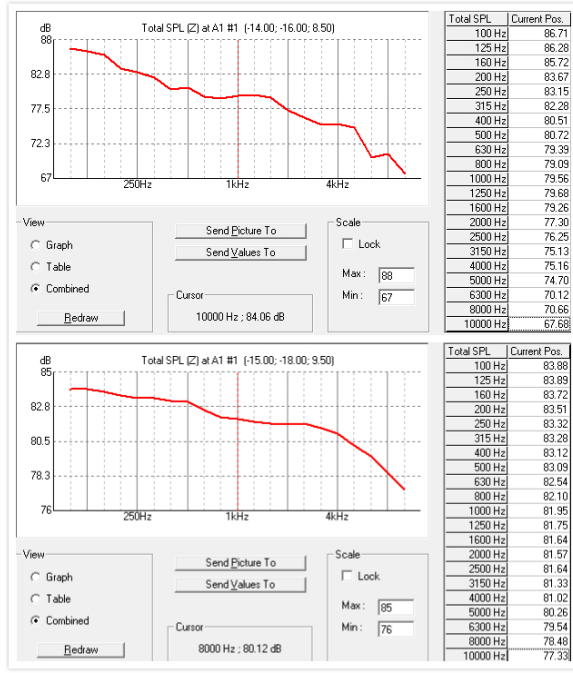 dB Total SPL (Z) at A1 #1 (-14.00; -16.00; 8.50)
88
82.8
77.5
72.3
67
250Hz 1kHz 4kHz
View
Graph
Table
Combined
Redraw
Send Picture To
Send Values To
Cursor
10000 Hz ; 84.06 dB
Scale
Lock
Max : 88
Min : 67
Total SPL Current Pos.
100 Hz 86.71
125 Hz 86.28
160 Hz 85.72
200 Hz 83.67
250 Hz 83.15
315 Hz 82.28
400 Hz 80.51
500 Hz 80.72
630 Hz 79.39
800 Hz 79.09
1000 Hz 79.56
1250 Hz 79.68
1600 Hz 79.26
2000 Hz 77.30
2500 Hz 76.25
3150 Hz 75.13
4000 Hz 75.16
5000 Hz 74.70
6300 Hz 70.12
8000 Hz 70.66
10000 Hz 67.68
dB Total SPL (Z) at A1 #1 (-15.00; -18.00; 9.50)
85
82.8
80.5
78.3
76
250Hz 1kHz 4kHz
View
Graph
Table
Combined
Redraw
Send Picture To
Send Values To
Cursor
8000 Hz ; 80.12 dB
Scale
Lock
Max : 85
Min : 76
Total SPL Current Pos.
100 Hz 83.88
125 Hz 83.89
160 Hz 83.72
200 Hz 83.51
250 Hz 83.32
315 Hz 83.28
400 Hz 83.12
500 Hz 83.09
630 Hz 82.54
800 Hz 82.10
1000 Hz 81.95
1250 Hz 81.75
1600 Hz 81.64
2000 Hz 81.57
2500 Hz 81.64
3150 Hz 81.33
4000 Hz 81.02
5000 Hz 80.26
6300 Hz 79.54
8000 Hz 78.48
10000 Hz 77.33